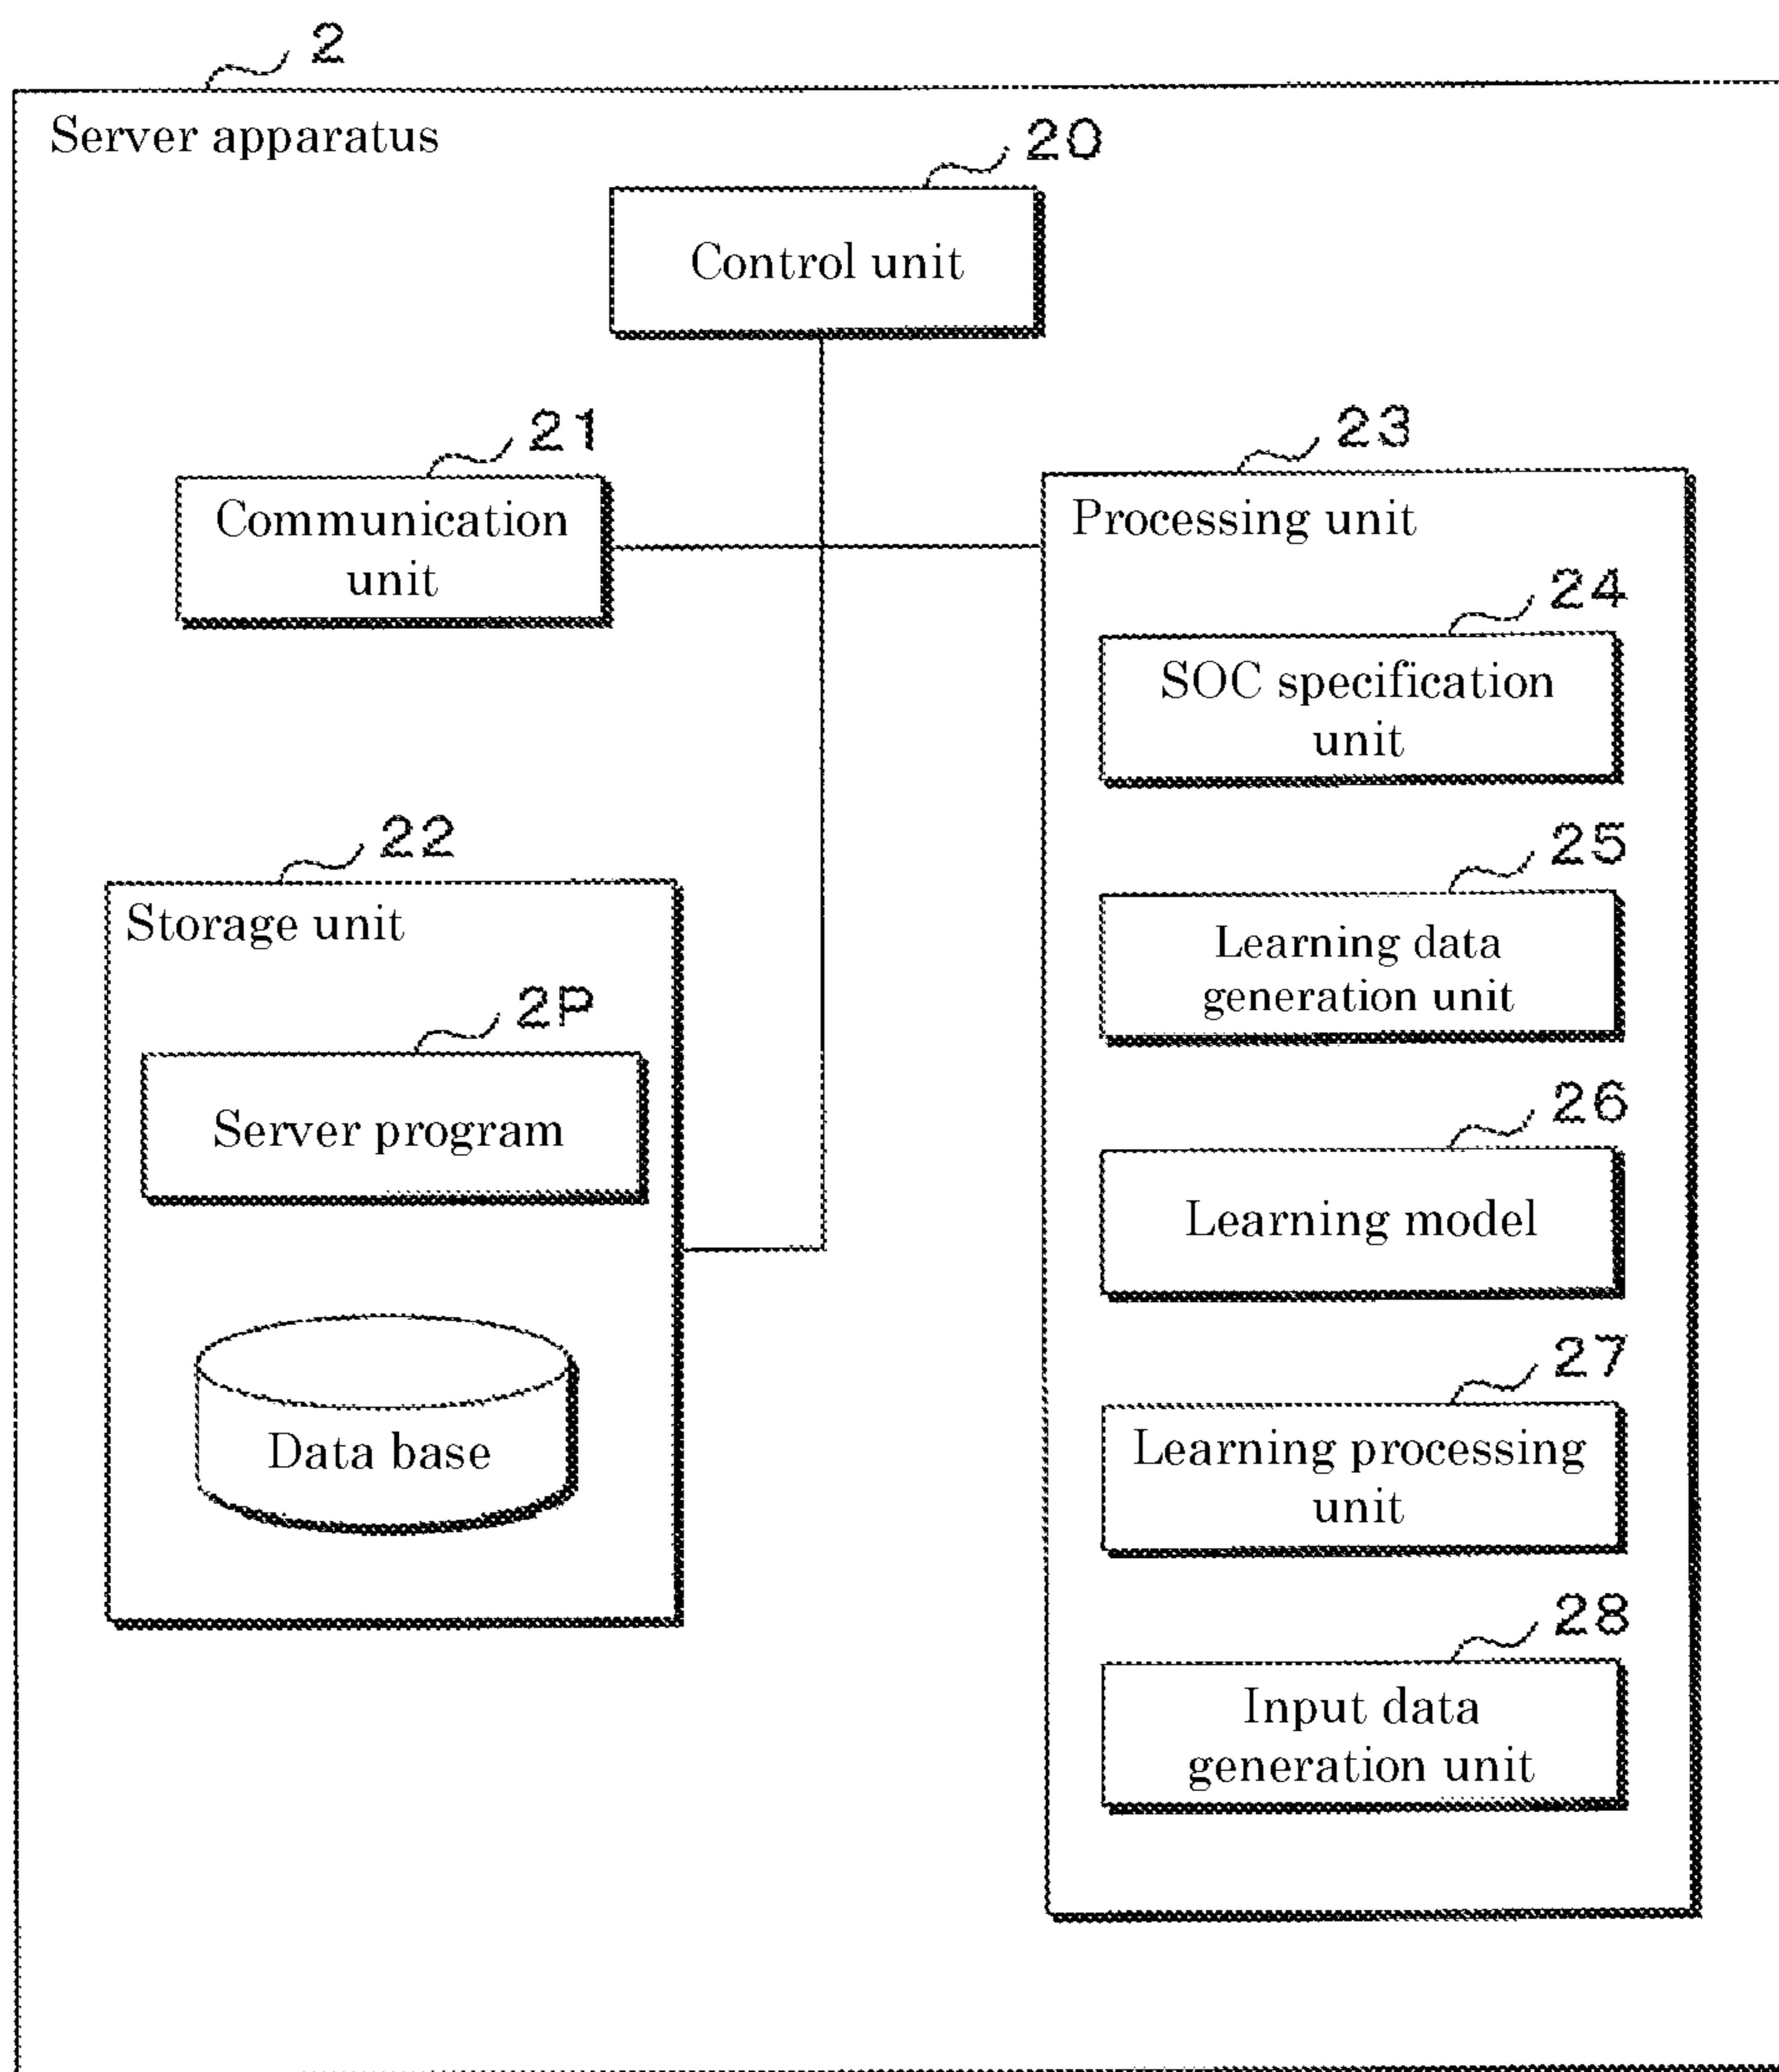 2
Server apparatus
20
Control unit
21
Communication
unit
23
Processing unit
24
SOC specification
unit
25
Learning data
generation unit
22
Storage unit
2P
Server program
26
Learning model
Data base
27
Learning processing
unit
28
Input data
generation unit